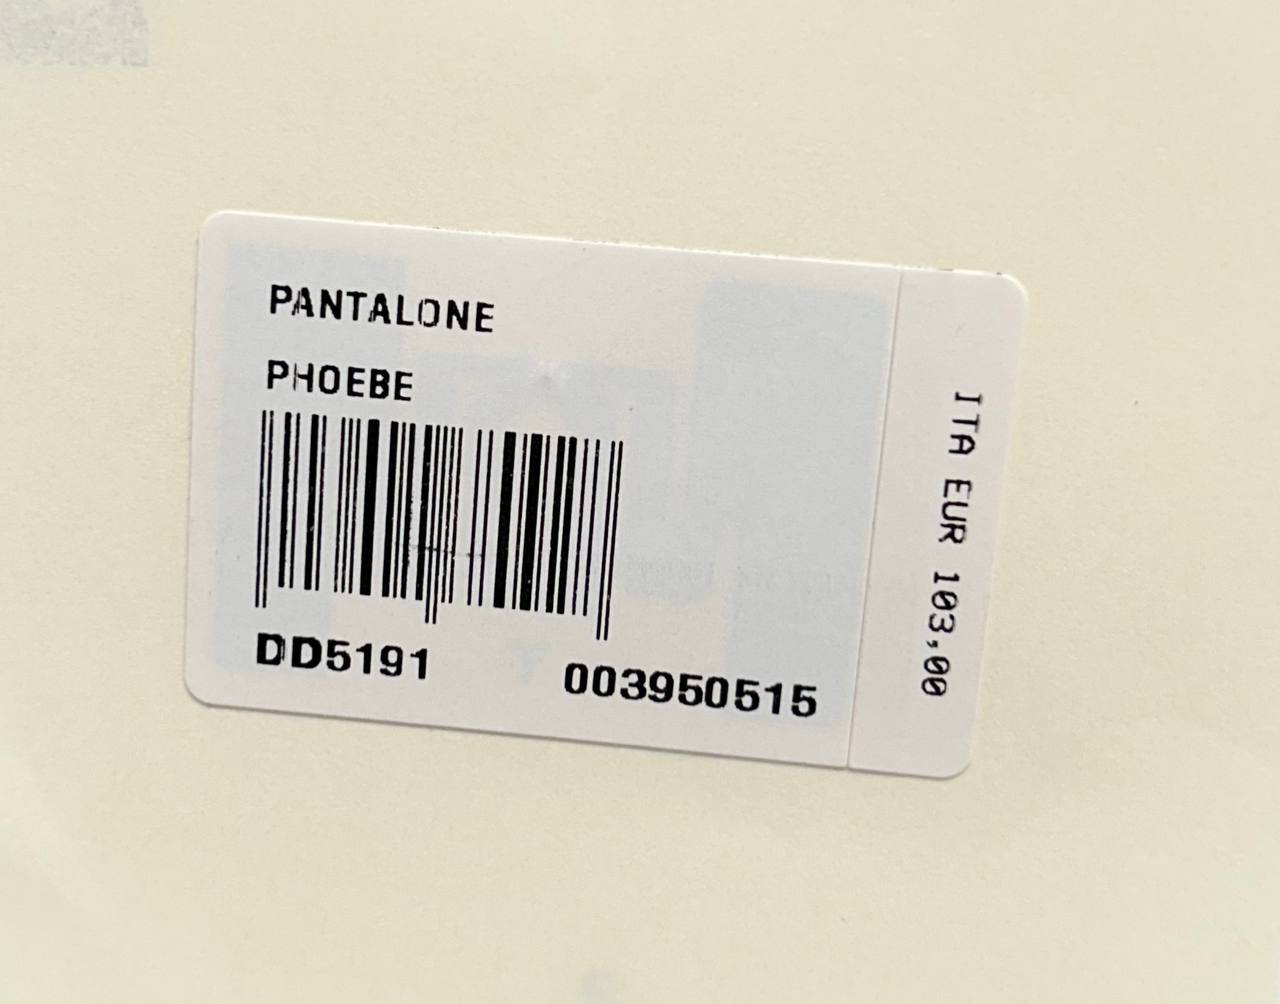 PANTALONE
PHOEBE
DD5191 003950515
ITA EUR 103,00